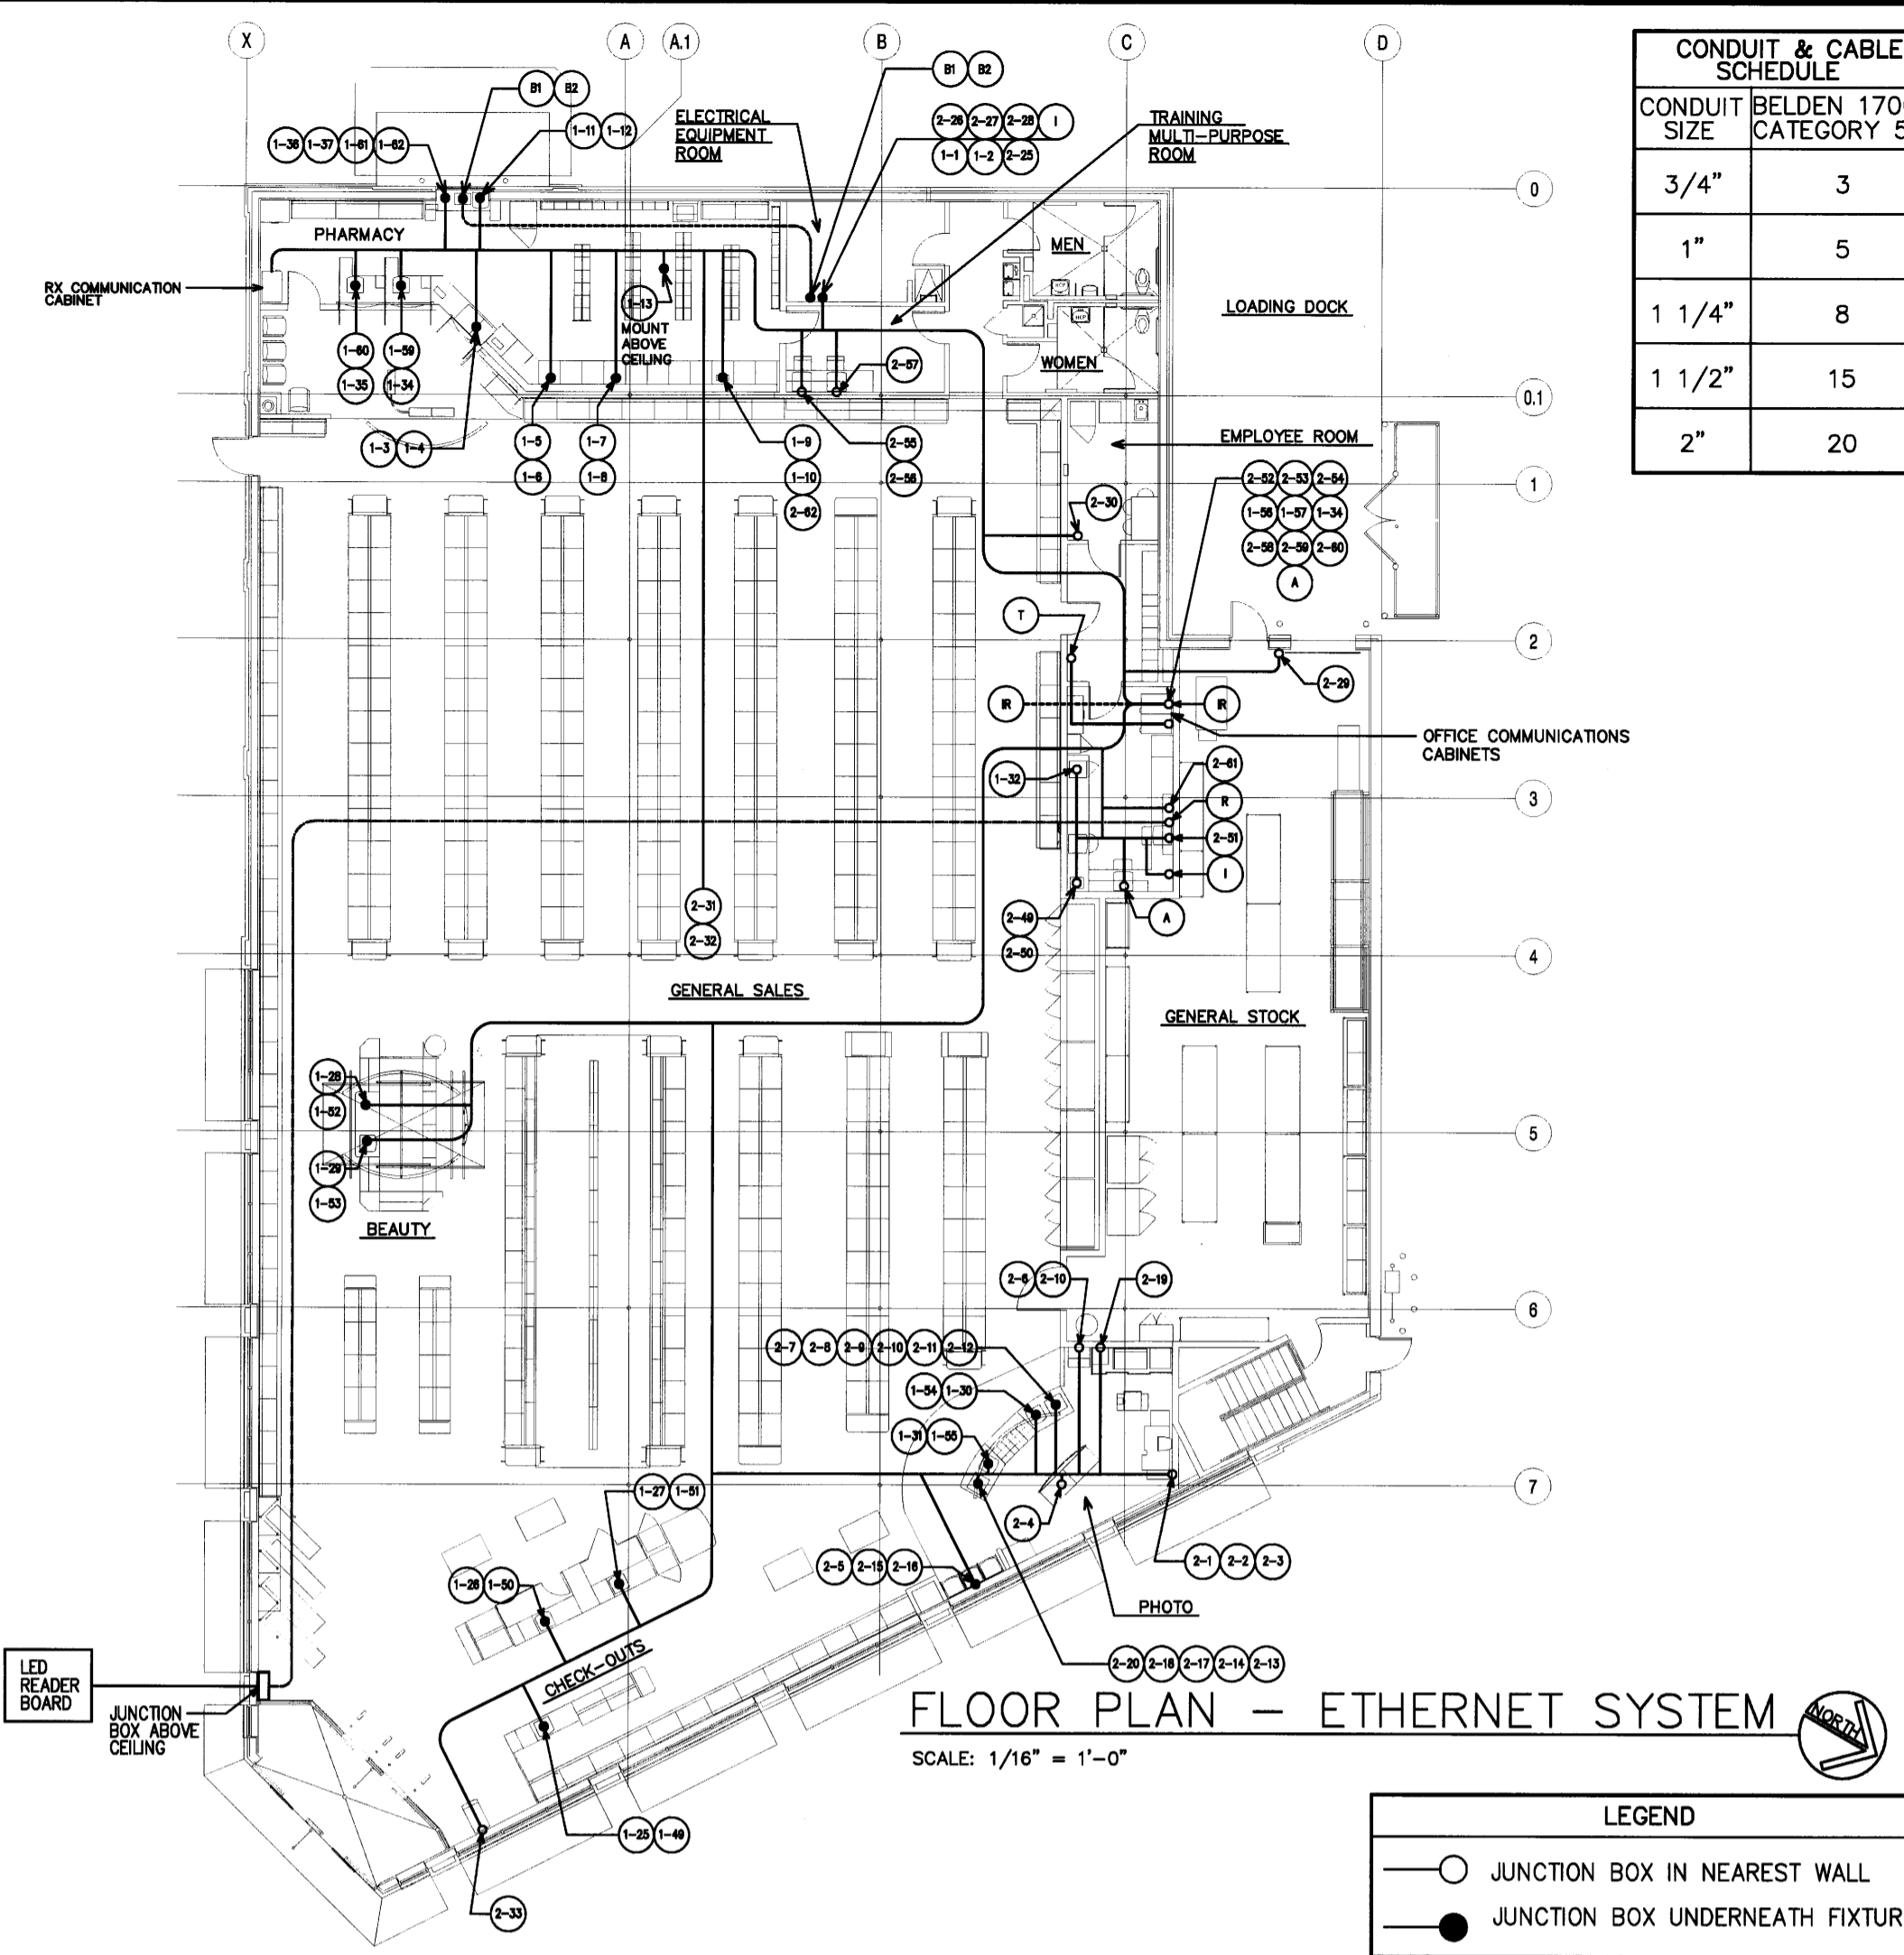 X
A
A.1
B
C
D
B1 B2
B1 B2
1-36 1-37 1-61 1-62
1-11 1-12
ELECTRICAL
EQUIPMENT
ROOM
2-26 2-27 2-28 I
1-1 1-2 2-25
TRAINING
MULTI-PURPOSE
ROOM
CONDUIT & CABLE
SCHEDULE
CONDUIT
SIZE
BELDEN 170
CATEGORY 5
3/4" 3
1" 5
1 1/4" 8
1 1/2" 15
2" 20
0
0.1
1
2
3
4
5
6
7
PHARMACY
RX COMMUNICATION
CABINET
1-60
1-35
1-59
1-34
1-3 1-4
1-13
MOUNT
ABOVE
CEILING
1-5
1-6
1-7
1-8
1-9
1-10
2-62
2-55
2-56
2-57
MEN
WOMEN
LOADING DOCK
EMPLOYEE ROOM
2-52 2-53 2-54
1-56 1-57 1-34
2-58 2-59 2-60
A
2-30
T
IR
IR
2-29
OFFICE COMMUNICATIONS
CABINETS
1-32
2-61
R
2-51
I
A
2-49
2-50
2-31
2-32
GENERAL SALES
GENERAL STOCK
1-28
1-52
1-29
1-53
BEAUTY
2-6 2-10
2-19
2-7 2-8 2-9 2-10 2-11 2-12
1-54 1-30
1-31 1-55
2-4
2-1 2-2 2-3
2-5 2-15 2-16
PHOTO
2-20 2-18 2-17 2-14 2-13
1-27 1-51
1-26 1-50
CHECK-OUTS
1-25 1-49
2-33
LED
READER
BOARD
JUNCTION
BOX ABOVE
CEILING
FLOOR PLAN - ETHERNET SYSTEM
SCALE: 1/16" = 1'-0"
NORTH
LEGEND
JUNCTION BOX IN NEAREST WALL
JUNCTION BOX UNDERNEATH FIXTUR